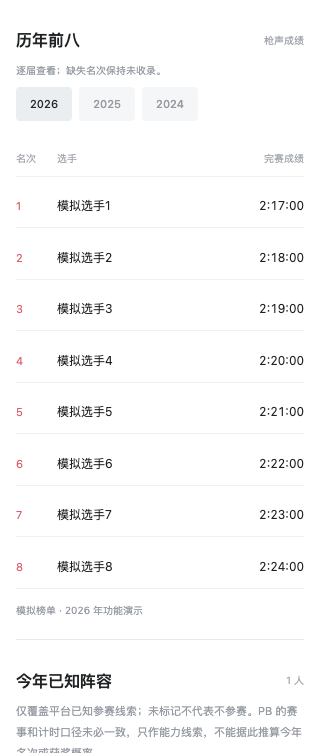 历年前八 枪声成绩
逐届查看；缺失名次保持未收录。
2026 2025 2024
名次 选手 完赛成绩
1 模拟选手1 2:17:00
2 模拟选手2 2:18:00
3 模拟选手3 2:19:00
4 模拟选手4 2:20:00
5 模拟选手5 2:21:00
6 模拟选手6 2:22:00
7 模拟选手7 2:23:00
8 模拟选手8 2:24:00
模拟榜单 · 2026 年功能演示
今年已知阵容 1 人
仅覆盖平台已知参赛线索；未标记不代表不参赛。PB 的赛
事和计时口径未必一致，只作能力线索，不能据此推算今年
名次或获奖概率